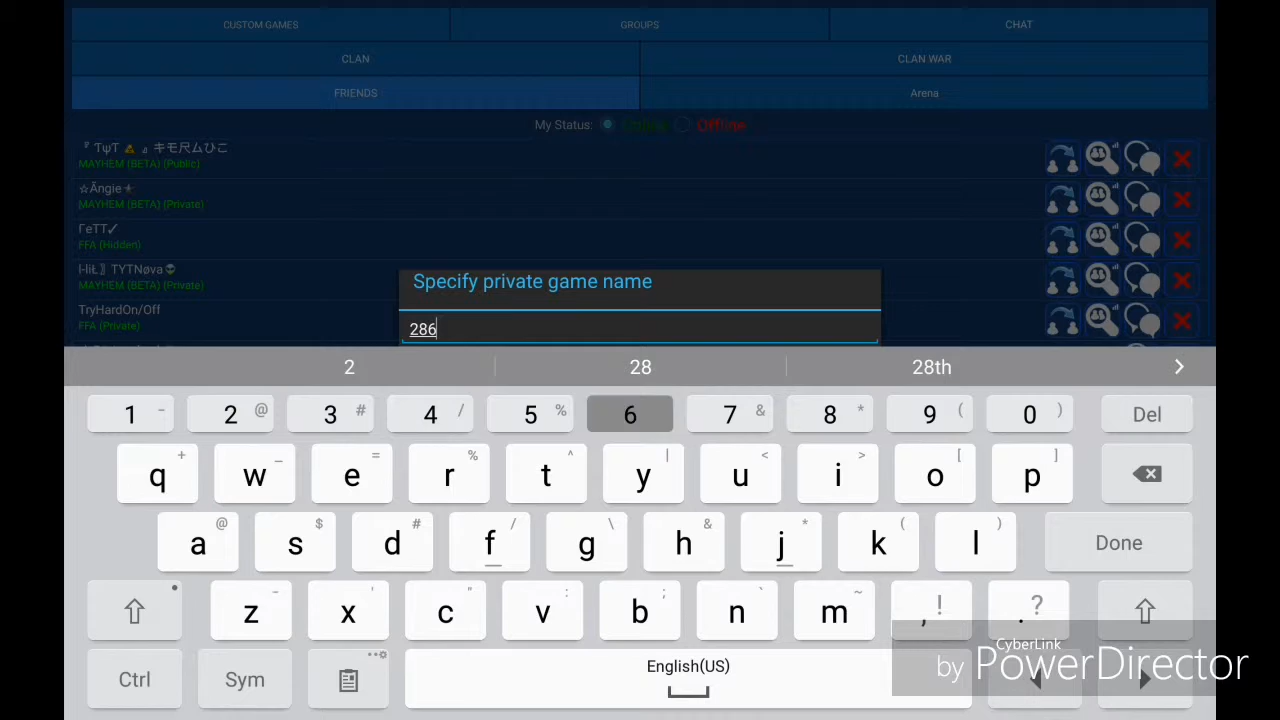 CUSTOM GAMES GROUPS CHAT
CLAN CLAN WAR
FRIENDS Arena
My Status: Online Offline
MAYHEM (BETA) (Public)
☆Ãngie★
MAYHEM (BETA) (Private)
ΓeTT✓
FFA (Hidden)
TYTNøva👽
MAYHEM (BETA) (Private)
TryHardOn/Off
FFA (Private)
Specify private game name
286
2 28 28th >
1 - 2 @ 3 # 4 / 5 % 6 7 & 8 * 9 ( 0 ) Del
q + w _ e = r % t ^ y | u < i > o [ p ]
a @ s $ d # f / g \ h & j * k ( l ) Done
z - x ' c " v : b ; n - m ~ , ! . ?
Ctrl Sym English(US)
CyberLink
by PowerDirector